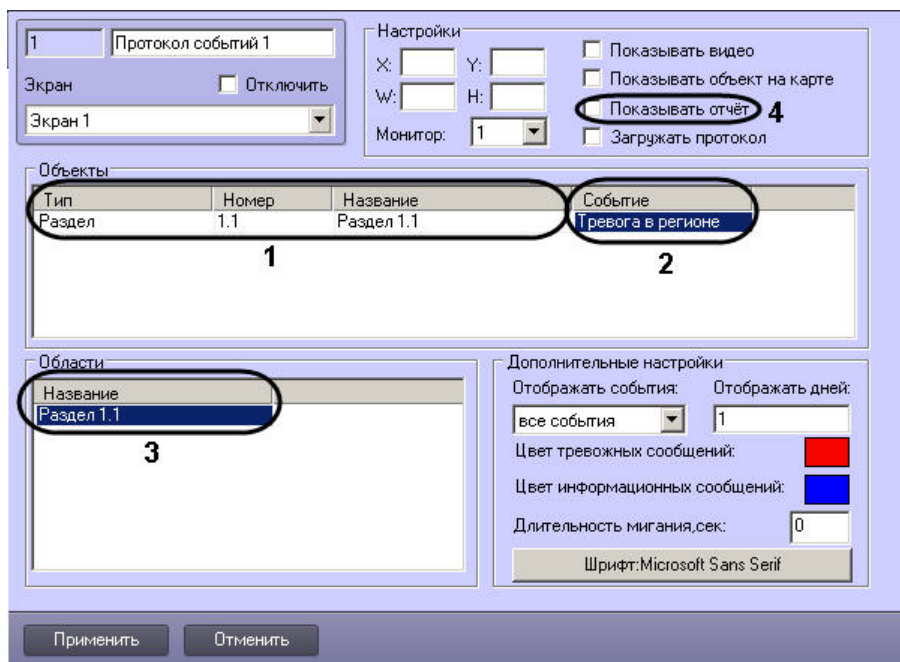 1 Протокол событий 1
Экран Отключить
Экран 1
Настройки
X: Y:
W: H:
Монитор: 1
Показывать видео
Показывать объект на карте
Показывать отчёт 4
Загружать протокол
Объекты
Тип Номер Название Событие
Раздел 1.1 Раздел 1.1 Тревога в регионе
1 2
Области
Название
Раздел 1.1
3
Дополнительные настройки
Отображать события: Отображать дней:
все события 1
Цвет тревожных сообщений:
Цвет информационных сообщений:
Длительность мигания,сек: 0
Шрифт:Microsoft Sans Serif
Применить Отменить